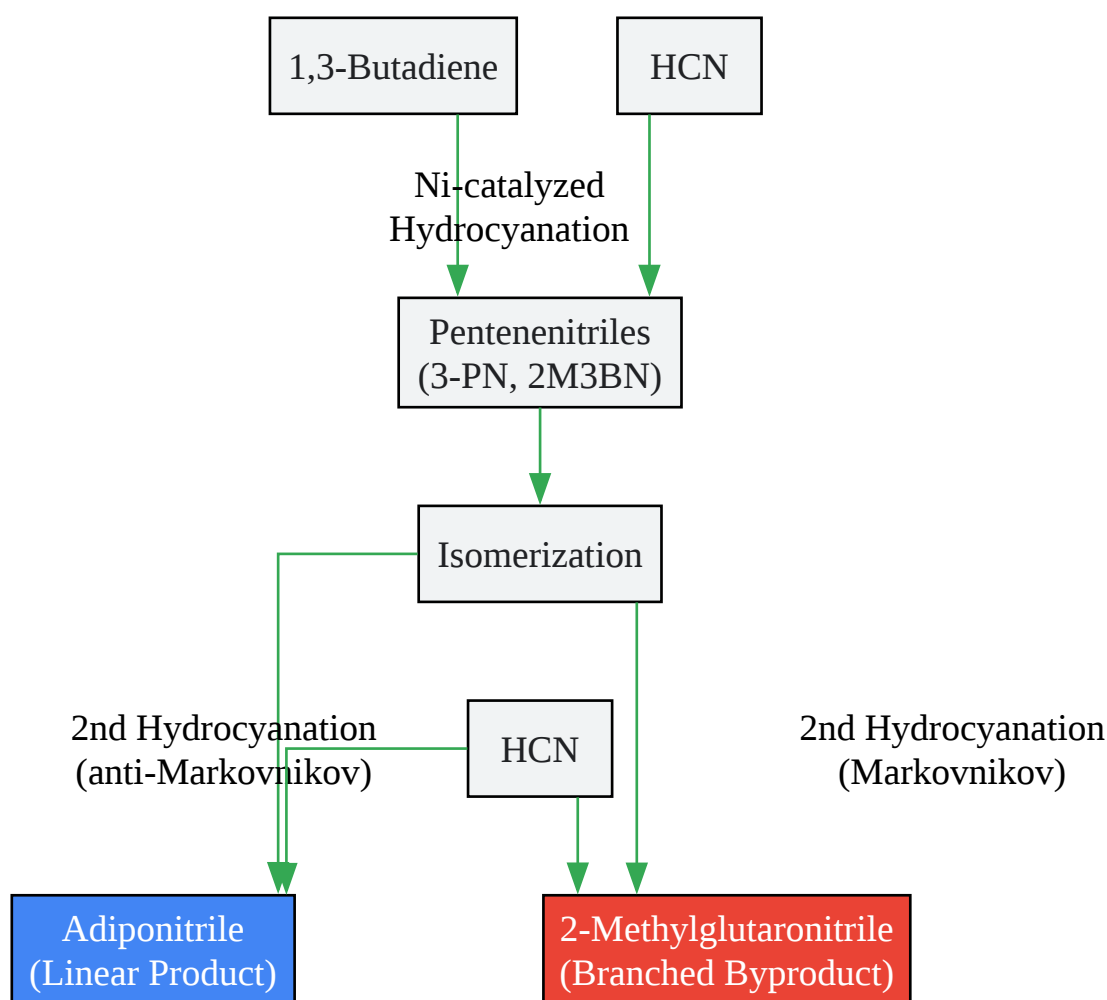 1,3-Butadiene
HCN
Ni-catalyzed
Hydrocyanation
Pentenenitriles
(3-PN, 2M3BN)
Isomerization
2nd Hydrocyanation
(anti-Markovnikov)
HCN
2nd Hydrocyanation
(Markovnikov)
Adiponitrile
(Linear Product)
2-Methylglutaronitrile
(Branched Byproduct)